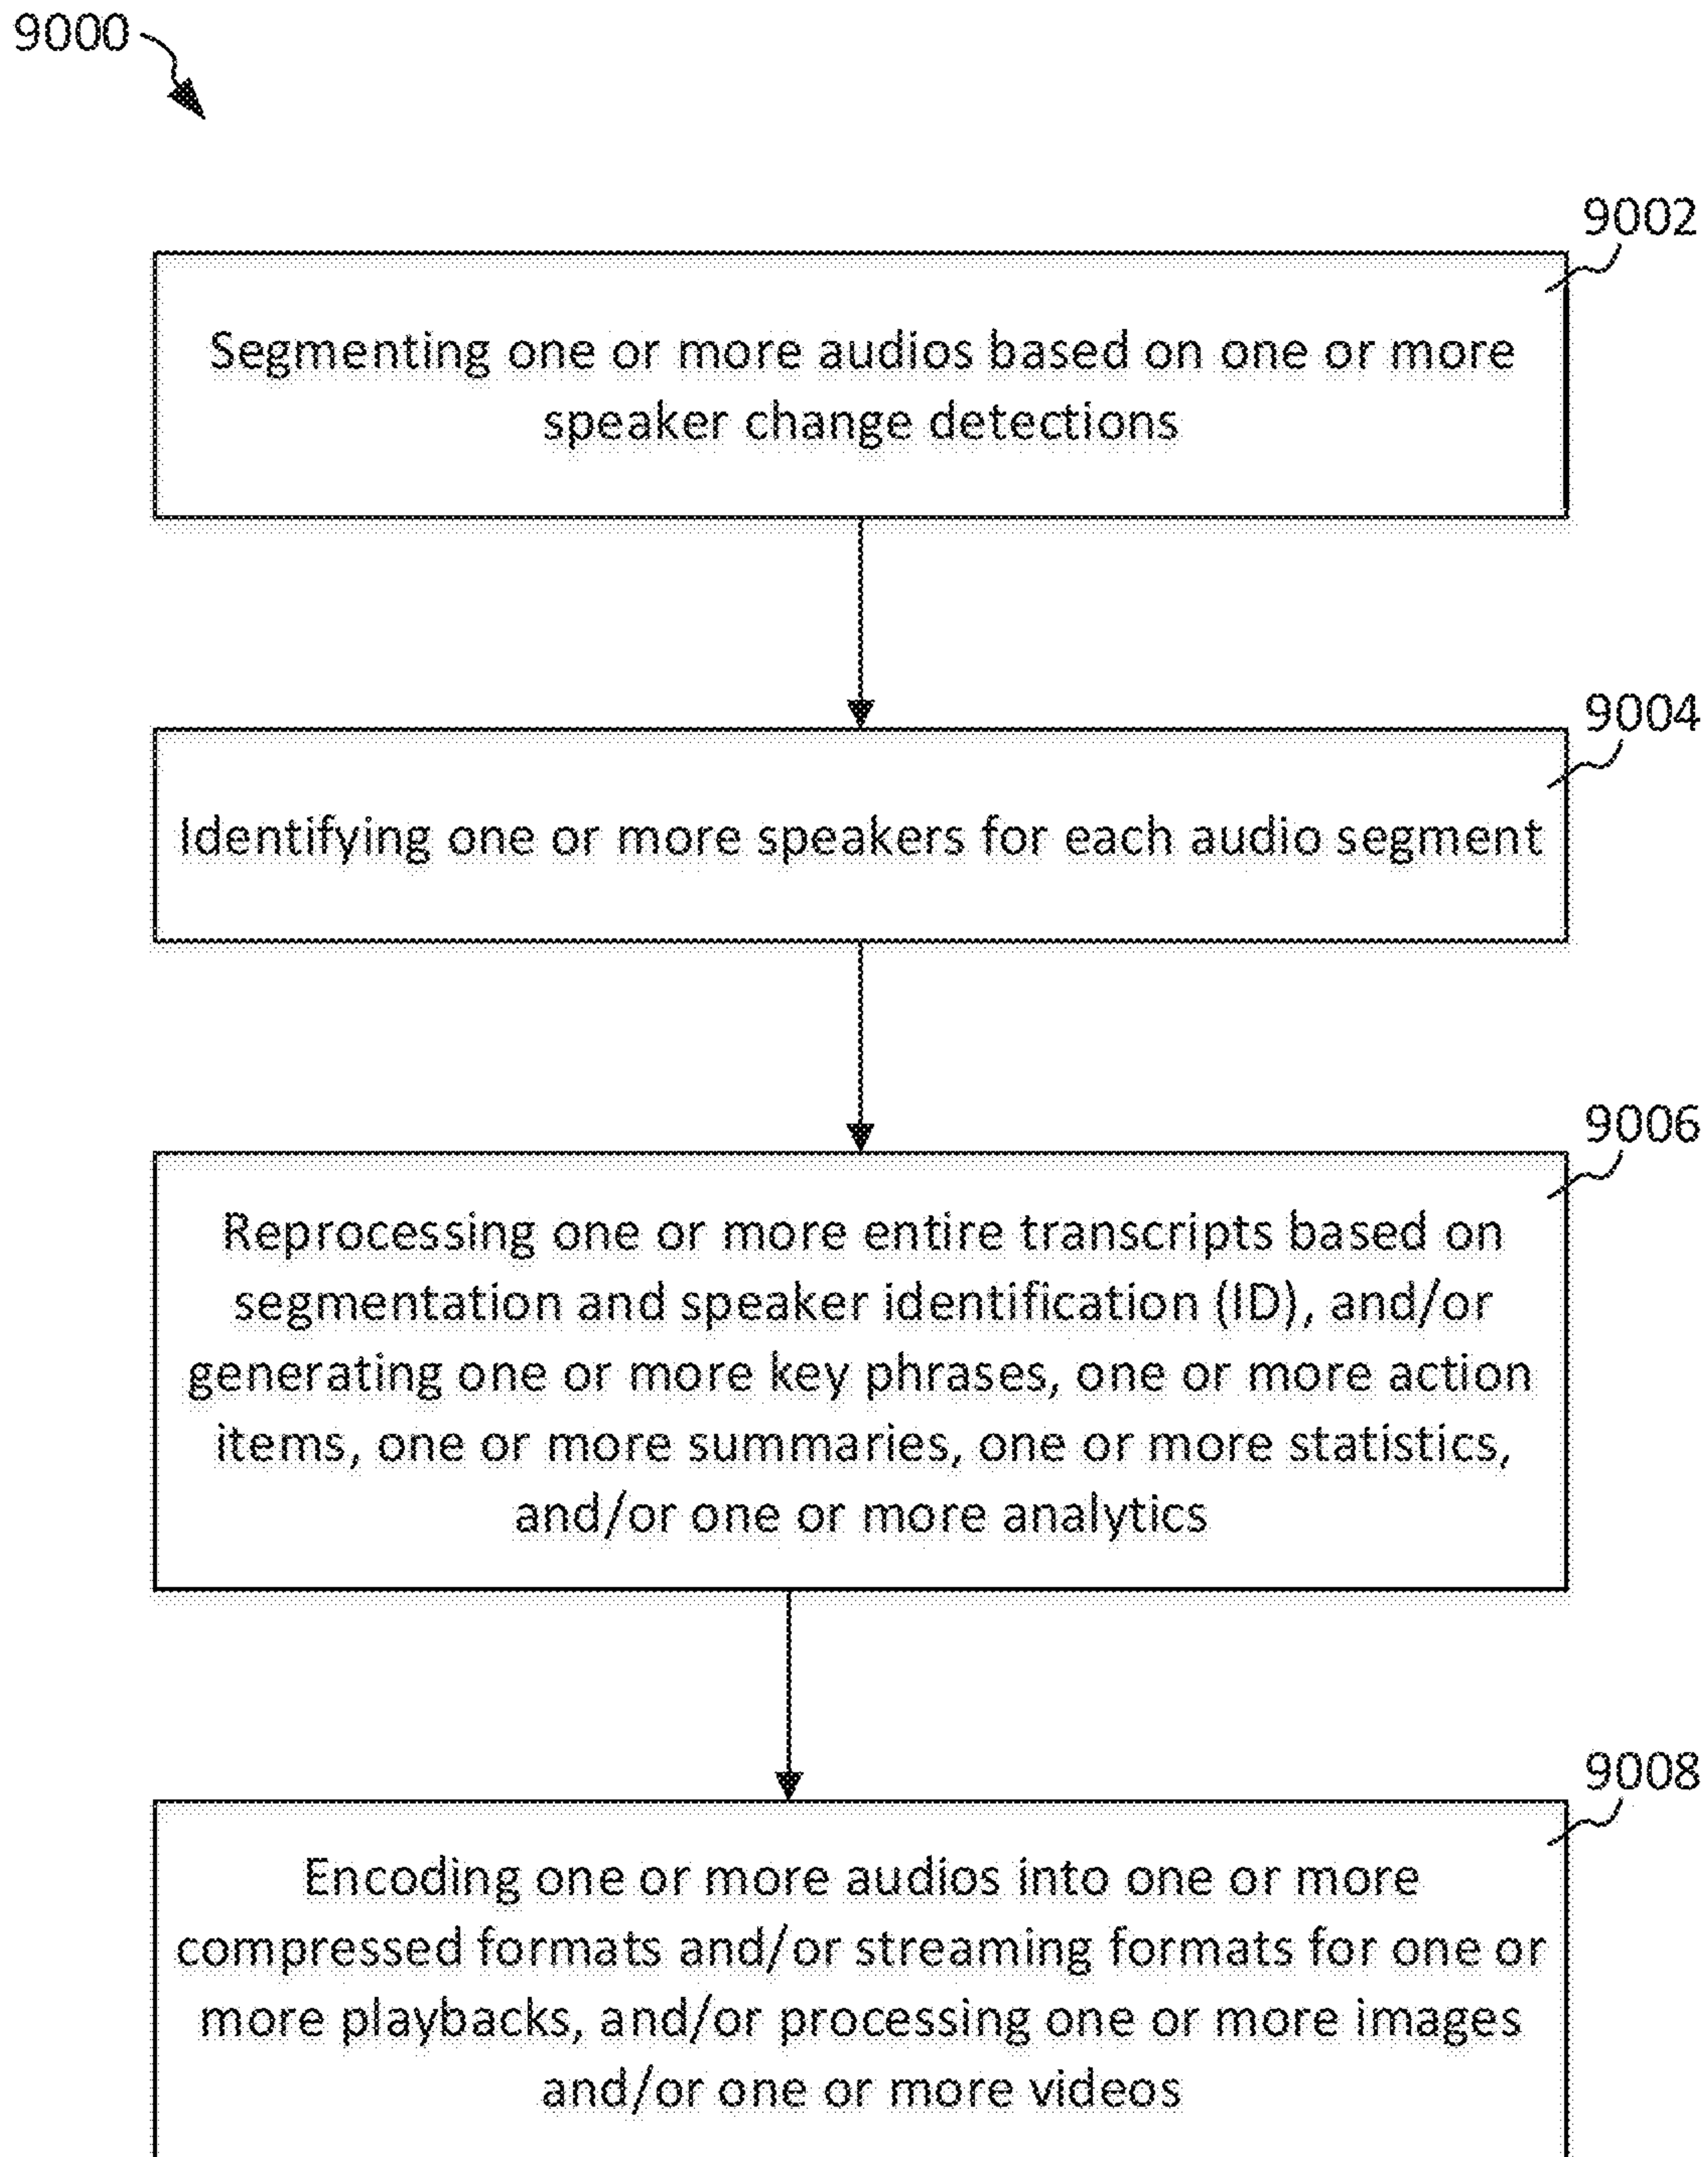 9000
9002
Segmenting one or more audios based on one or more
speaker change detections
9004
Identifying one or more speakers for each audio segment
9006
Reprocessing one or more entire transcripts based on
segmentation and speaker identification (ID), and/or
generating one or more key phrases, one or more action
items, one or more summaries, one or more statistics,
and/or one or more analytics
9008
Encoding one or more audios into one or more
compressed formats and/or streaming formats for one or
more playbacks, and/or processing one or more images
and/or one or more videos